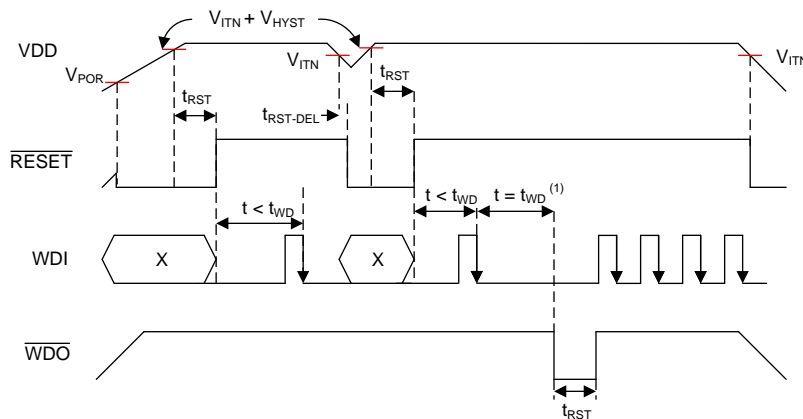 V_ITN + V_HYST
VDD
V_ITN
V_ITN
V_POR
t_RST
t_RST
t_RST-DEL
RESET
t < t_WD
t < t_WD
t = t_WD (1)
WDI
X
X
WDO
t_RST